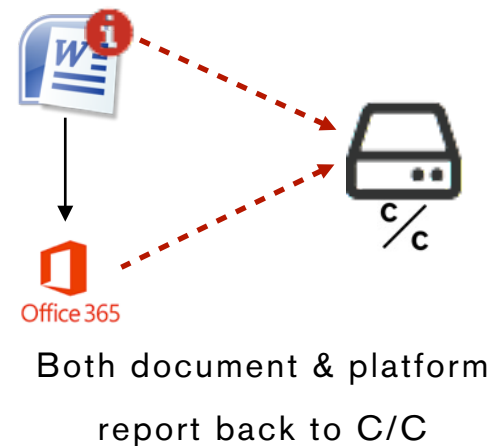 W
i
C/C
Office 365
Both document & platform
report back to C/C